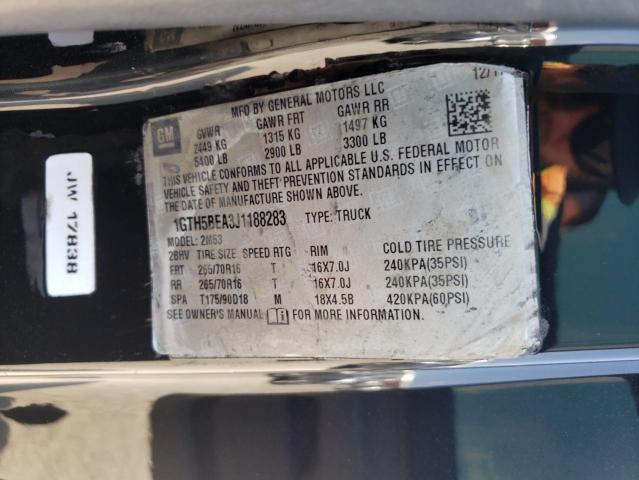 12/1
MFD BY GENERAL MOTORS LLC
GM
GVWR GAWR FRT GAWR RR
2449 KG 1315 KG 1497 KG
5400 LB 2900 LB 3300 LB
THIS VEHICLE CONFORMS TO ALL APPLICABLE U.S. FEDERAL MOTOR
VEHICLE SAFETY AND THEFT PREVENTION STANDARDS IN EFFECT ON
THE DATE OF MANUFACTURE SHOWN ABOVE.
1GTH5BEA3J1188283 TYPE: TRUCK
MODEL: 2M53
2BHV TIRE SIZE SPEED RTG RIM COLD TIRE PRESSURE
FRT 265/70R16 T 16X7.0J 240KPA(35PSI)
RR 265/70R16 T 16X7.0J 240KPA(35PSI)
SPA T175/90D18 M 18X4.5B 420KPA(60PSI)
SEE OWNER'S MANUAL FOR MORE INFORMATION.
JW 17838